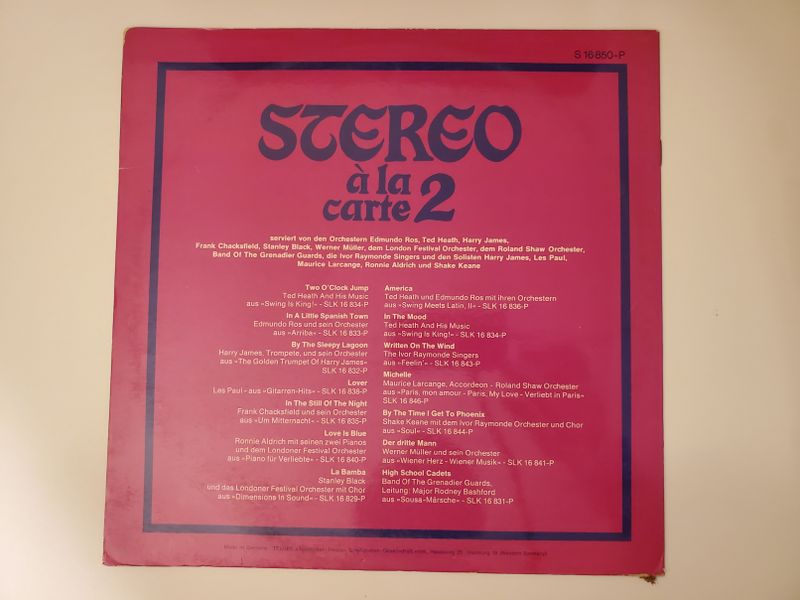 S 16 850-P
STEREO
à la
carte 2
serviert von den Orchestern Edmundo Ros, Ted Heath, Harry James,
Frank Chacksfield, Stanley Black, Werner Müller, dem London Festival Orchester, dem Roland Shaw Orchester,
Band Of The Grenadier Guards, die Ivor Raymonde Singers und den Solisten Harry James, Les Paul,
Maurice Larcange, Ronnie Aldrich und Shake Keane
Two O'Clock Jump
Ted Heath And His Music
aus »Swing Is King!« - SLK 16 834-P
In A Little Spanish Town
Edmundo Ros und sein Orchester
aus »Arriba« - SLK 16 833-P
By The Sleepy Lagoon
Harry James, Trompete, und sein Orchester
aus »The Golden Trumpet Of Harry James«
SLK 16 832-P
Lover
Les Paul - aus »Gitarren-Hits« - SLK 16 838-P
In The Still Of The Night
Frank Chacksfield und sein Orchester
aus »Um Mitternacht« - SLK 16 835-P
Love Is Blue
Ronnie Aldrich mit seinen zwei Pianos
und dem Londoner Festival Orchester
aus »Piano für Verliebte« - SLK 16 840-P
La Bamba
Stanley Black
und das Londoner Festival Orchester mit Chor
aus »Dimensions In Sound« - SLK 16 829-P
America
Ted Heath und Edmundo Ros mit ihren Orchestern
aus »Swing Meets Latin, II« - SLK 16 836-P
In The Mood
Ted Heath And His Music
aus »Swing Is King!« - SLK 16 834-P
Written On The Wind
The Ivor Raymonde Singers
aus »Feelin'« - SLK 16 843-P
Michelle
Maurice Larcange, Accordeon - Roland Shaw Orchester
aus »Paris, mon amour - Paris, My Love - Verliebt in Paris«
SLK 16 846-P
By The Time I Get To Phoenix
Shake Keane mit dem Ivor Raymonde Orchester und Chor
aus »Soul« - SLK 16 844-P
Der dritte Mann
Werner Müller und sein Orchester
aus »Wiener Herz - Wiener Musik« - SLK 16 841-P
High School Cadets
Band Of The Grenadier Guards,
Leitung: Major Rodney Bashford
aus »Sousa-Märsche« - SLK 16 831-P
Made in Germany